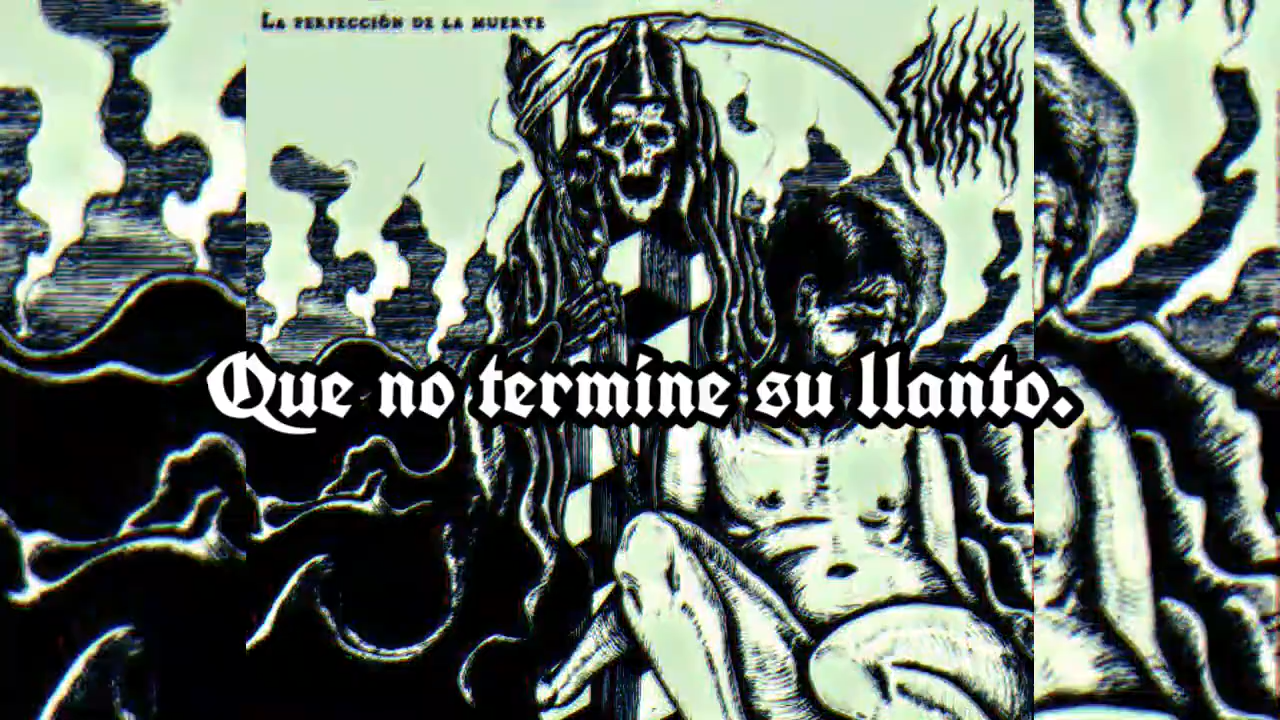 La perfección de la muerte
Que no termine su llanto.